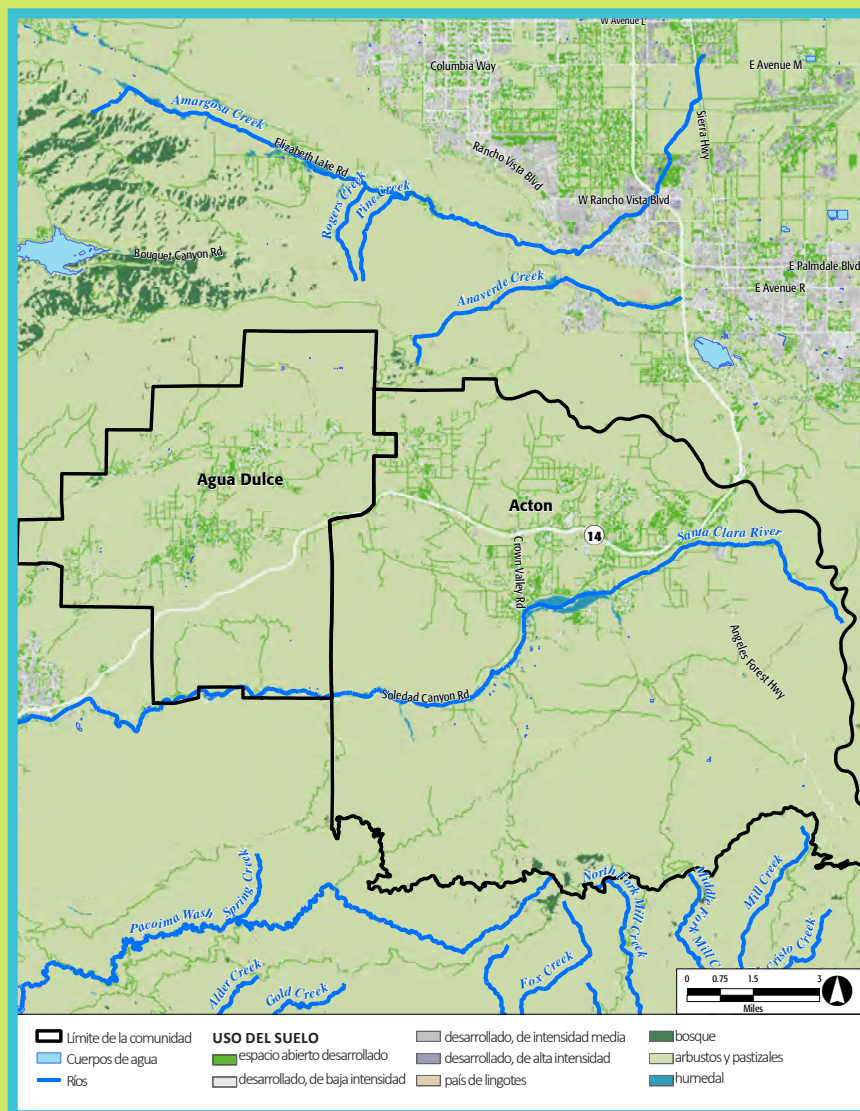 W Avenue L
Columbia Way
E Avenue M
Amargosa Creek
Sierra Hwy
Elizabeth Lake Rd
Rancho Vista Blvd
Rogers Creek
Pine Creek
W Rancho Vista Blvd
Bouquet Canyon Rd
E Palmdale Blvd
Anaverde Creek
E Avenue R
Agua Dulce
Acton
14
Santa Clara River
Crown Valley Rd
Angeles Forest Hwy
Soledad Canyon Rd
Spring Creek
Pacoima Wash
North Fork Mill Creek
Middle Fork Mill C
Mill Creek
Cristo Creek
Alder Creek
Gold Creek
Fox Creek
0 0.75 1.5 3
Miles
Límite de la comunidad
Cuerpos de agua
Ríos
USO DEL SUELO
espacio abierto desarrollado
desarrollado, de baja intensidad
desarrollado, de intensidad media
desarrollado, de alta intensidad
país de lingotes
bosque
arbustos y pastizales
humedal